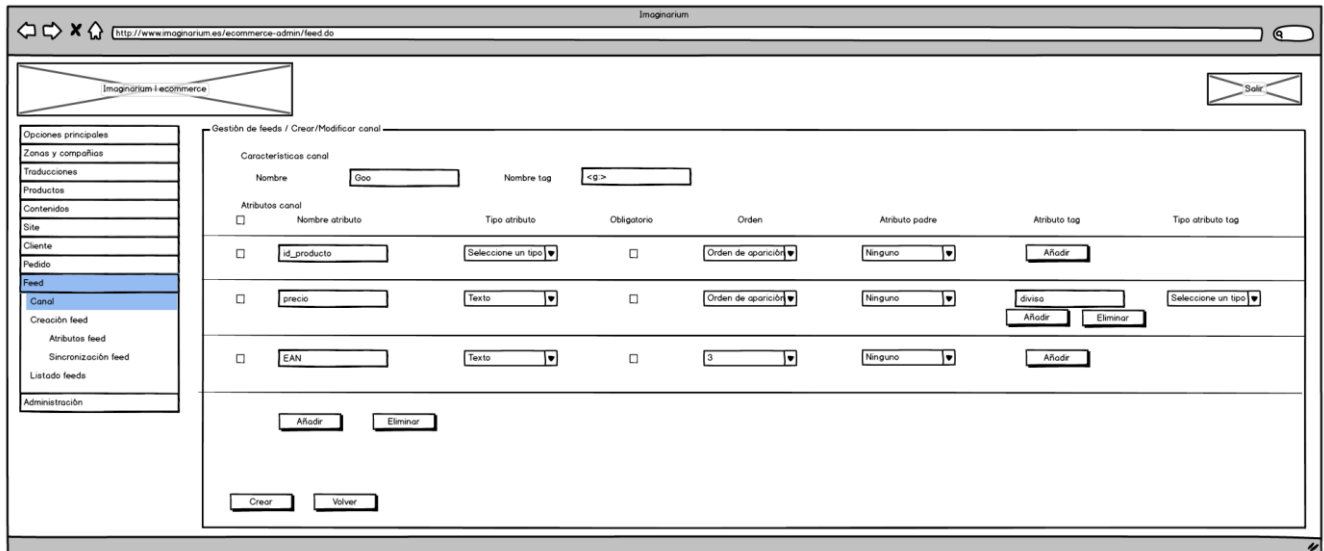 Imaginarium
http://www.imaginarium.es/ecommerce-admin/feed.do
Imaginarium I ecommerce
Salir
Opciones principales
Zonas y compañias
Traducciones
Productos
Contenidos
Site
Cliente
Pedido
Feed
Canal
Creación feed
Atributos feed
Sincronización feed
Listado feeds
Administración
Gestión de feeds / Crear/Modificar canal
Características canal
Nombre Goo Nombre tag <g:>
Atributos canal
Nombre atributo Tipo atributo Obligatorio Orden Atributo padre Atributo tag Tipo atributo tag
id_producto Seleccione un tipo Orden de aparición Ninguno Añadir
precio Texto Orden de aparición Ninguno divisa Seleccione un tipo
Añadir Eliminar
EAN Texto 3 Ninguno Añadir
Añadir Eliminar
Crear Volver